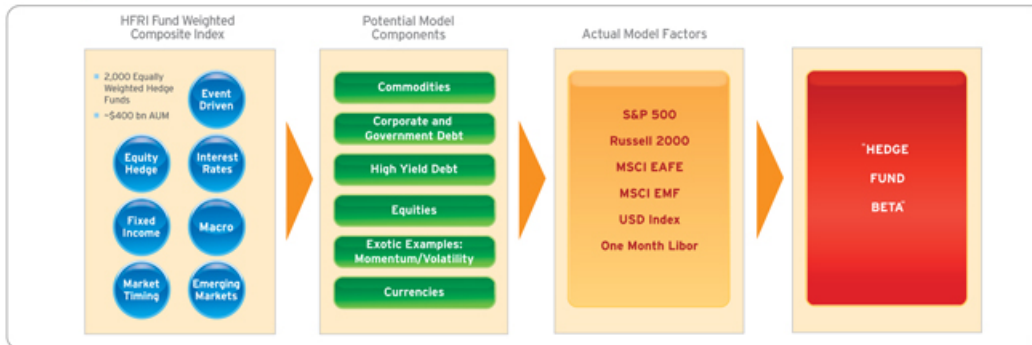 HFRI Fund Weighted
Composite Index
2,000 Equally
Weighted Hedge
Funds
~$400 bn AUM
Event
Driven
Equity
Hedge
Interest
Rates
Fixed
Income
Macro
Market
Timing
Emerging
Markets
Potential Model
Components
Commodities
Corporate and
Government Debt
High Yield Debt
Equities
Exotic Examples:
Momentum/Volatility
Currencies
Actual Model Factors
S&P 500
Russell 2000
MSCI EAFE
MSCI EMF
USD Index
One Month Libor
"HEDGE
FUND
BETA"